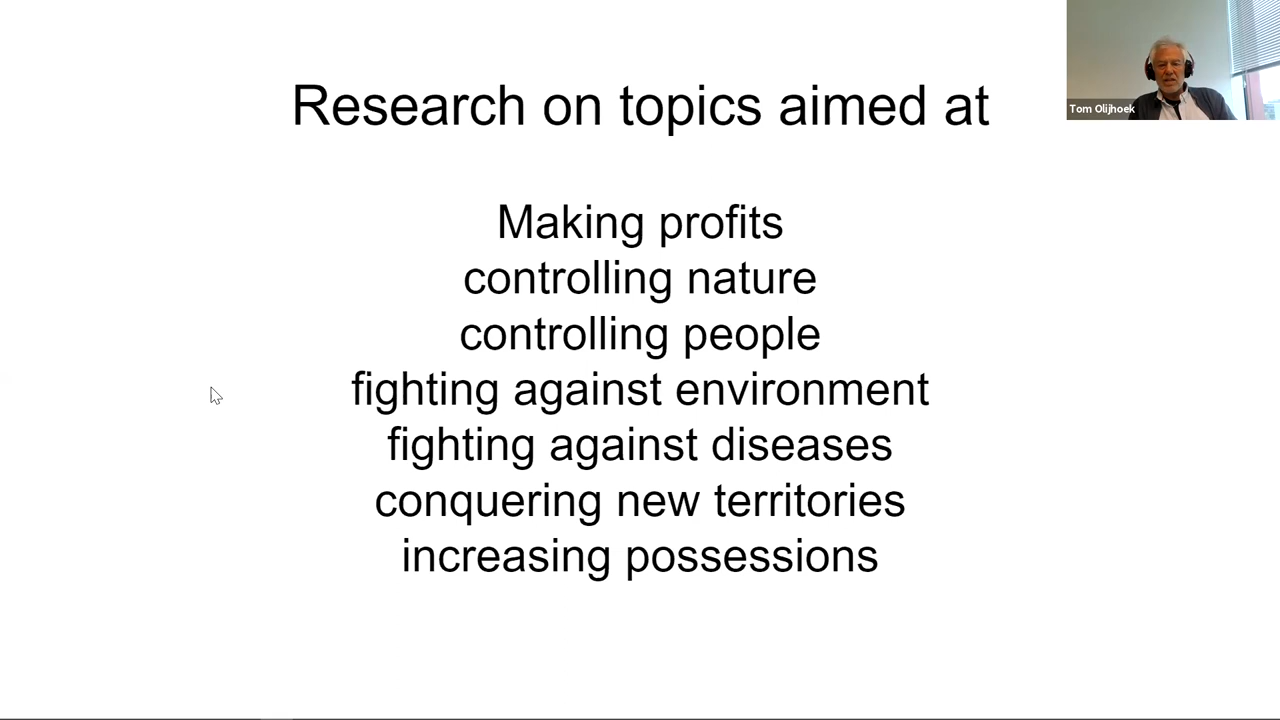 Research on topics aimed at
Making profits
controlling nature
controlling people
fighting against environment
fighting against diseases
conquering new territories
increasing possessions
Tom Olijhoek